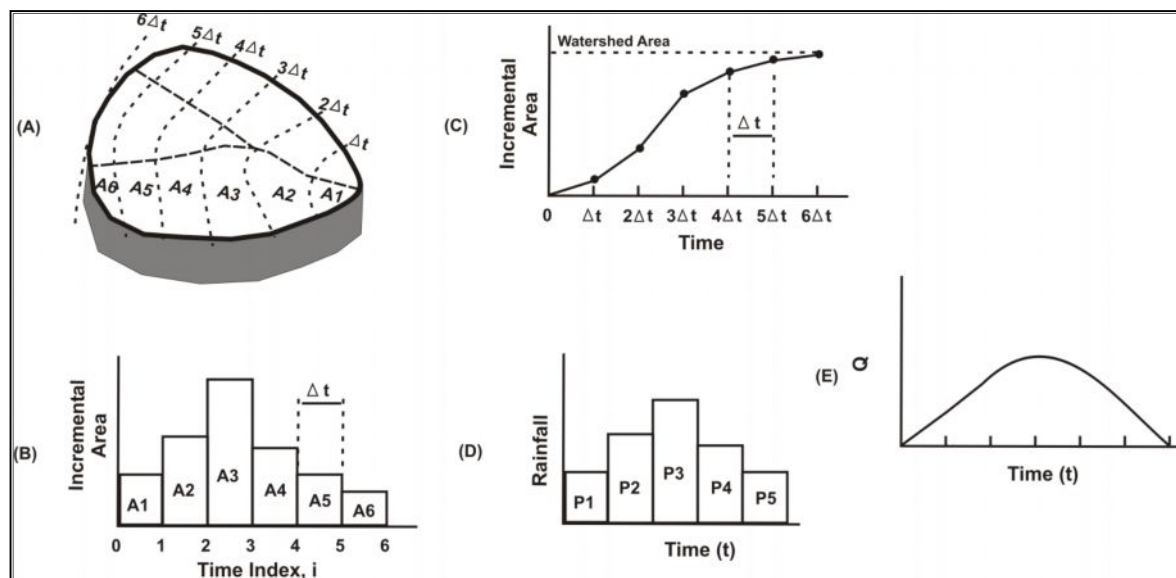 (A)
6Δt
5Δt
4Δt
3Δt
2Δt
Δt
A6
A5
A4
A3
A2
A1
(B)
Incremental
Area
Δ t
A1
A2
A3
A4
A5
A6
0 1 2 3 4 5 6
Time Index, i
(C)
Incremental
Area
Watershed Area
Δ t
0 Δt 2Δt 3Δt 4Δt 5Δt 6Δt
Time
(D)
Rainfall
P1
P2
P3
P4
P5
Time (t)
(E)
Q
Time (t)